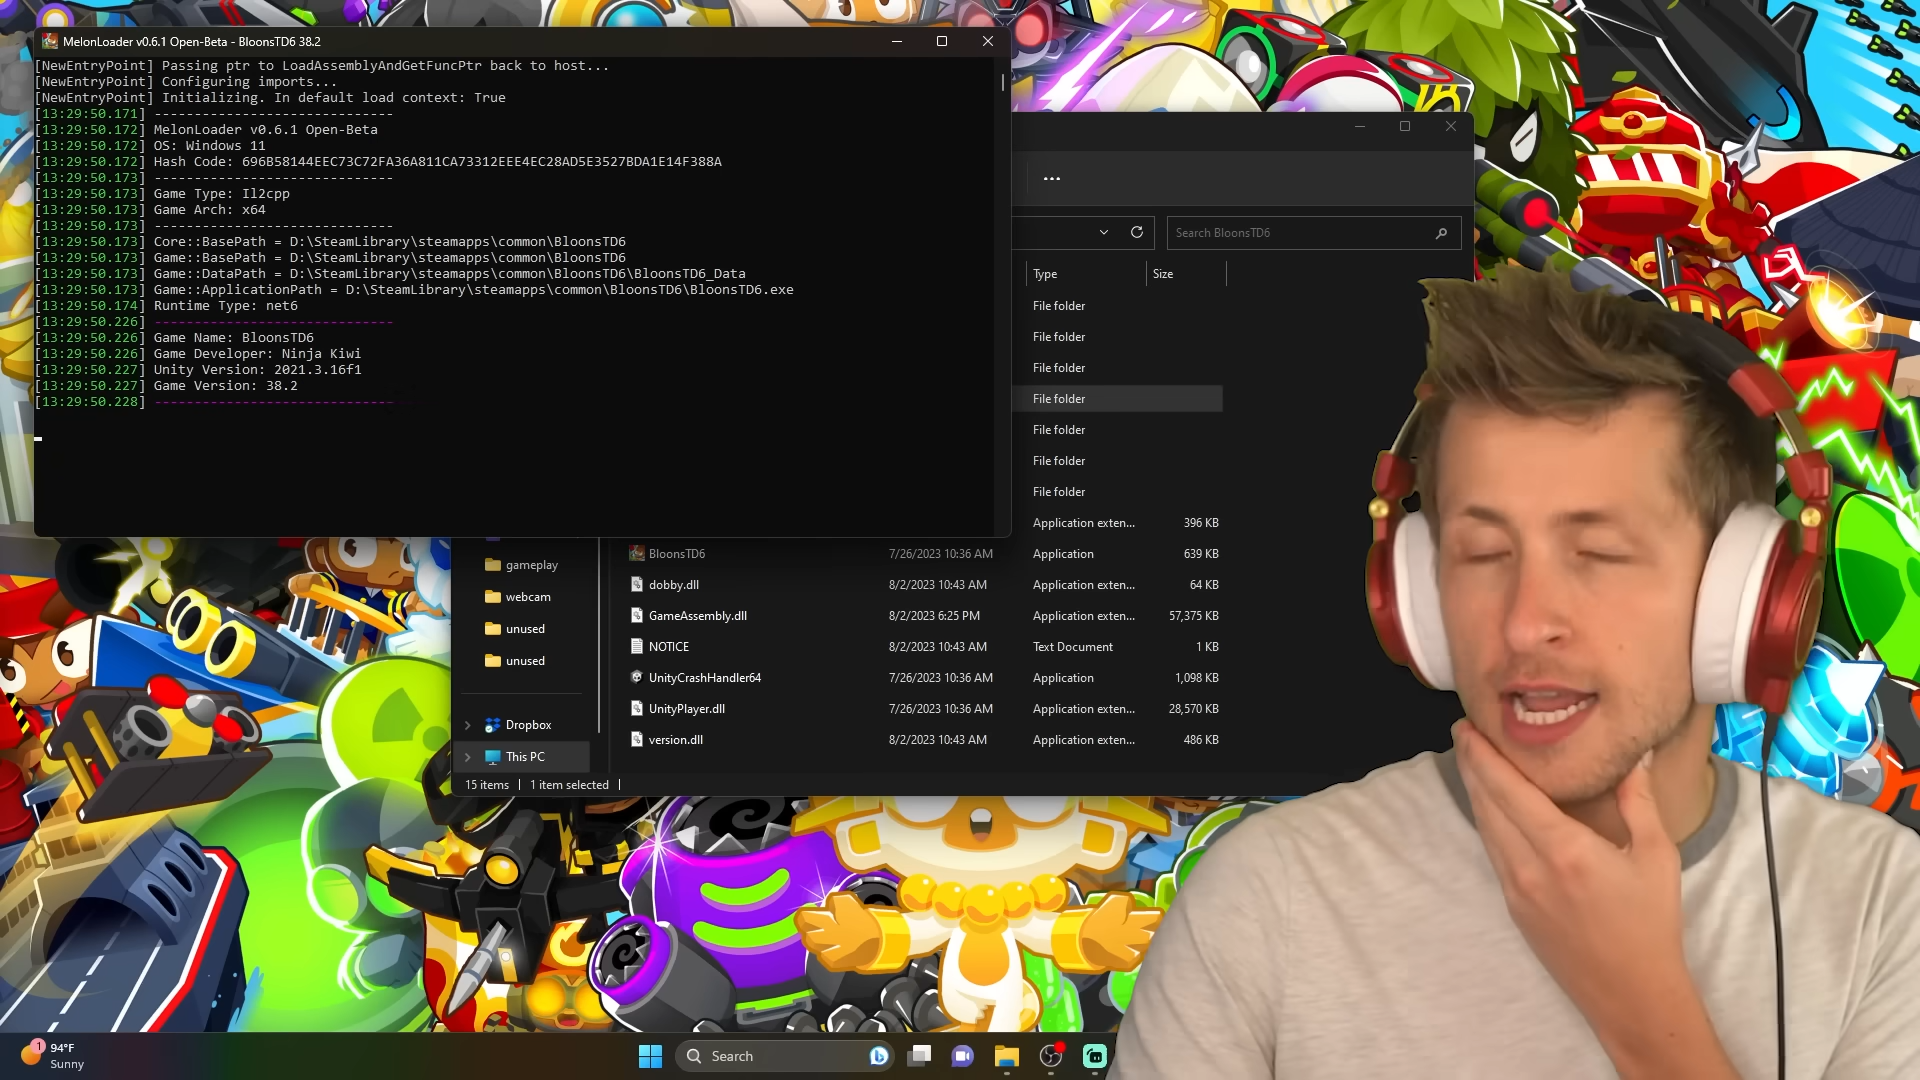 MelonLoader v0.6.1 Open-Beta - BloonsTD6 38.2
[NewEntryPoint] Passing ptr to LoadAssemblyAndGetFuncPtr back to host...
[NewEntryPoint] Configuring imports...
[NewEntryPoint] Initializing. In default load context: True
[13:29:50.171] ------------------------------
[13:29:50.172] MelonLoader v0.6.1 Open-Beta
[13:29:50.172] OS: Windows 11
[13:29:50.172] Hash Code: 696B58144EEC73C72FA36A811CA73312EEE4EC28AD5E3527BDA1E14F388A
[13:29:50.173] ------------------------------
[13:29:50.173] Game Type: Il2cpp
[13:29:50.173] Game Arch: x64
[13:29:50.173] ------------------------------
[13:29:50.173] Core::BasePath = D:\SteamLibrary\steamapps\common\BloonsTD6
[13:29:50.173] Game::BasePath = D:\SteamLibrary\steamapps\common\BloonsTD6
[13:29:50.173] Game::DataPath = D:\SteamLibrary\steamapps\common\BloonsTD6\BloonsTD6_Data
[13:29:50.173] Game::ApplicationPath = D:\SteamLibrary\steamapps\common\BloonsTD6\BloonsTD6.exe
[13:29:50.174] Runtime Type: net6
[13:29:50.226] ------------------------------
[13:29:50.226] Game Name: BloonsTD6
[13:29:50.226] Game Developer: Ninja Kiwi
[13:29:50.227] Unity Version: 2021.3.16f1
[13:29:50.227] Game Version: 38.2
[13:29:50.228] ------------------------------
Search BloonsTD6
Type Size
File folder
File folder
File folder
File folder
File folder
File folder
File folder
Application exten... 396 KB
BloonsTD6 7/26/2023 10:36 AM Application 639 KB
dobby.dll 8/2/2023 10:43 AM Application exten... 64 KB
GameAssembly.dll 8/2/2023 6:25 PM Application exten... 57,375 KB
NOTICE 8/2/2023 10:43 AM Text Document 1 KB
UnityCrashHandler64 7/26/2023 10:36 AM Application 1,098 KB
UnityPlayer.dll 7/26/2023 10:36 AM Application exten... 28,570 KB
version.dll 8/2/2023 10:43 AM Application exten... 486 KB
gameplay
webcam
unused
unused
Dropbox
This PC
15 items 1 item selected
1
94°F
Sunny
Search